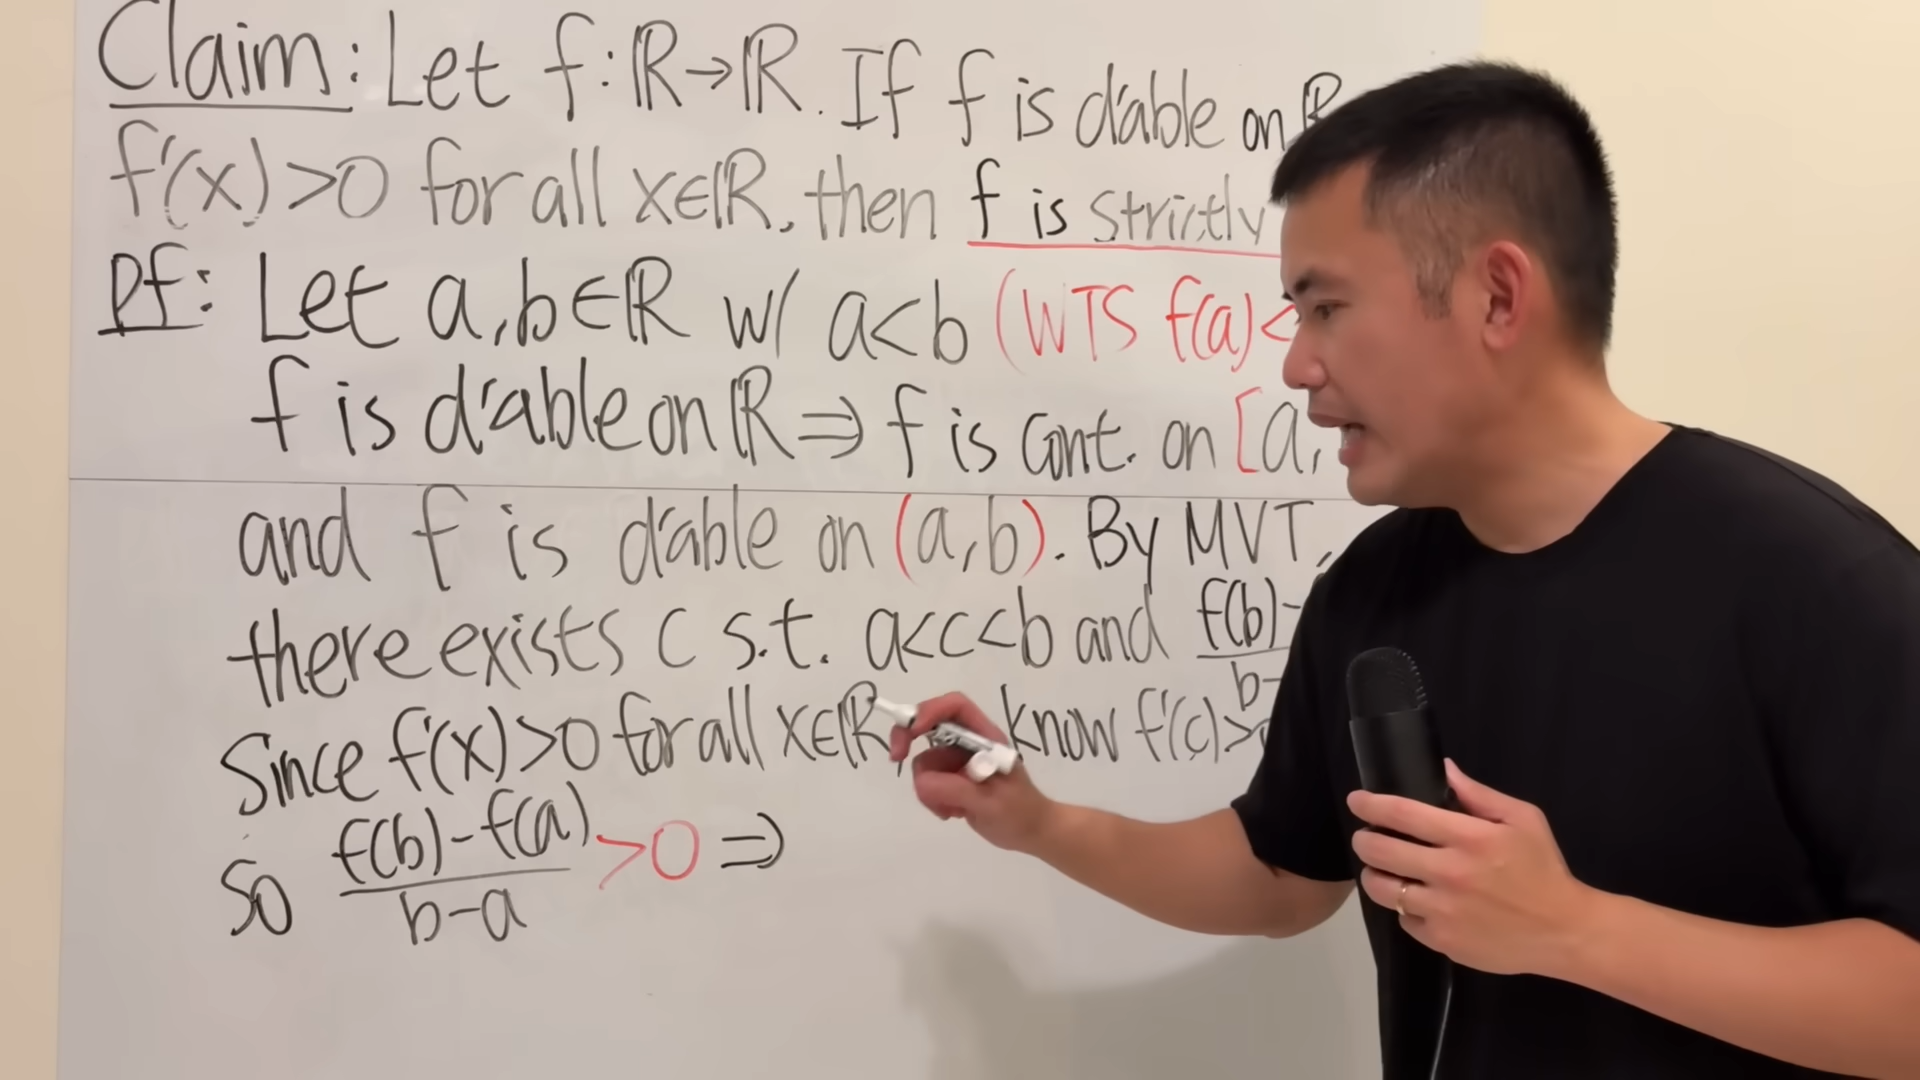 Claim: Let f: ℝ→ℝ. If f is d'able on ℝ
f'(x)>0 for all x∈ℝ, then f is strictly
Pf: Let a,b∈ℝ w/ a<b (WTS f(a)<
f is d'able on ℝ ⇒ f is cont. on [a,
and f is d'able on (a,b). By MVT,
there exists c s.t. a<c<b and f(b)-/b-
Since f'(x)>0 for all x∈ℝ, know f'(c)>0
So f(b)-f(a)/b-a >0 ⇒